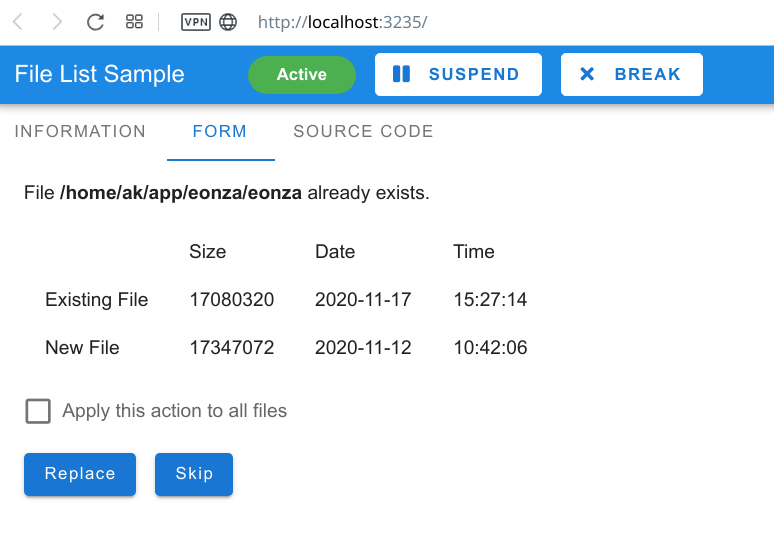 VPN http://localhost:3235/
File List Sample Active SUSPEND BREAK
INFORMATION FORM SOURCE CODE
File /home/ak/app/eonza/eonza already exists.
Size Date Time
Existing File 17080320 2020-11-17 15:27:14
New File 17347072 2020-11-12 10:42:06
Apply this action to all files
Replace Skip